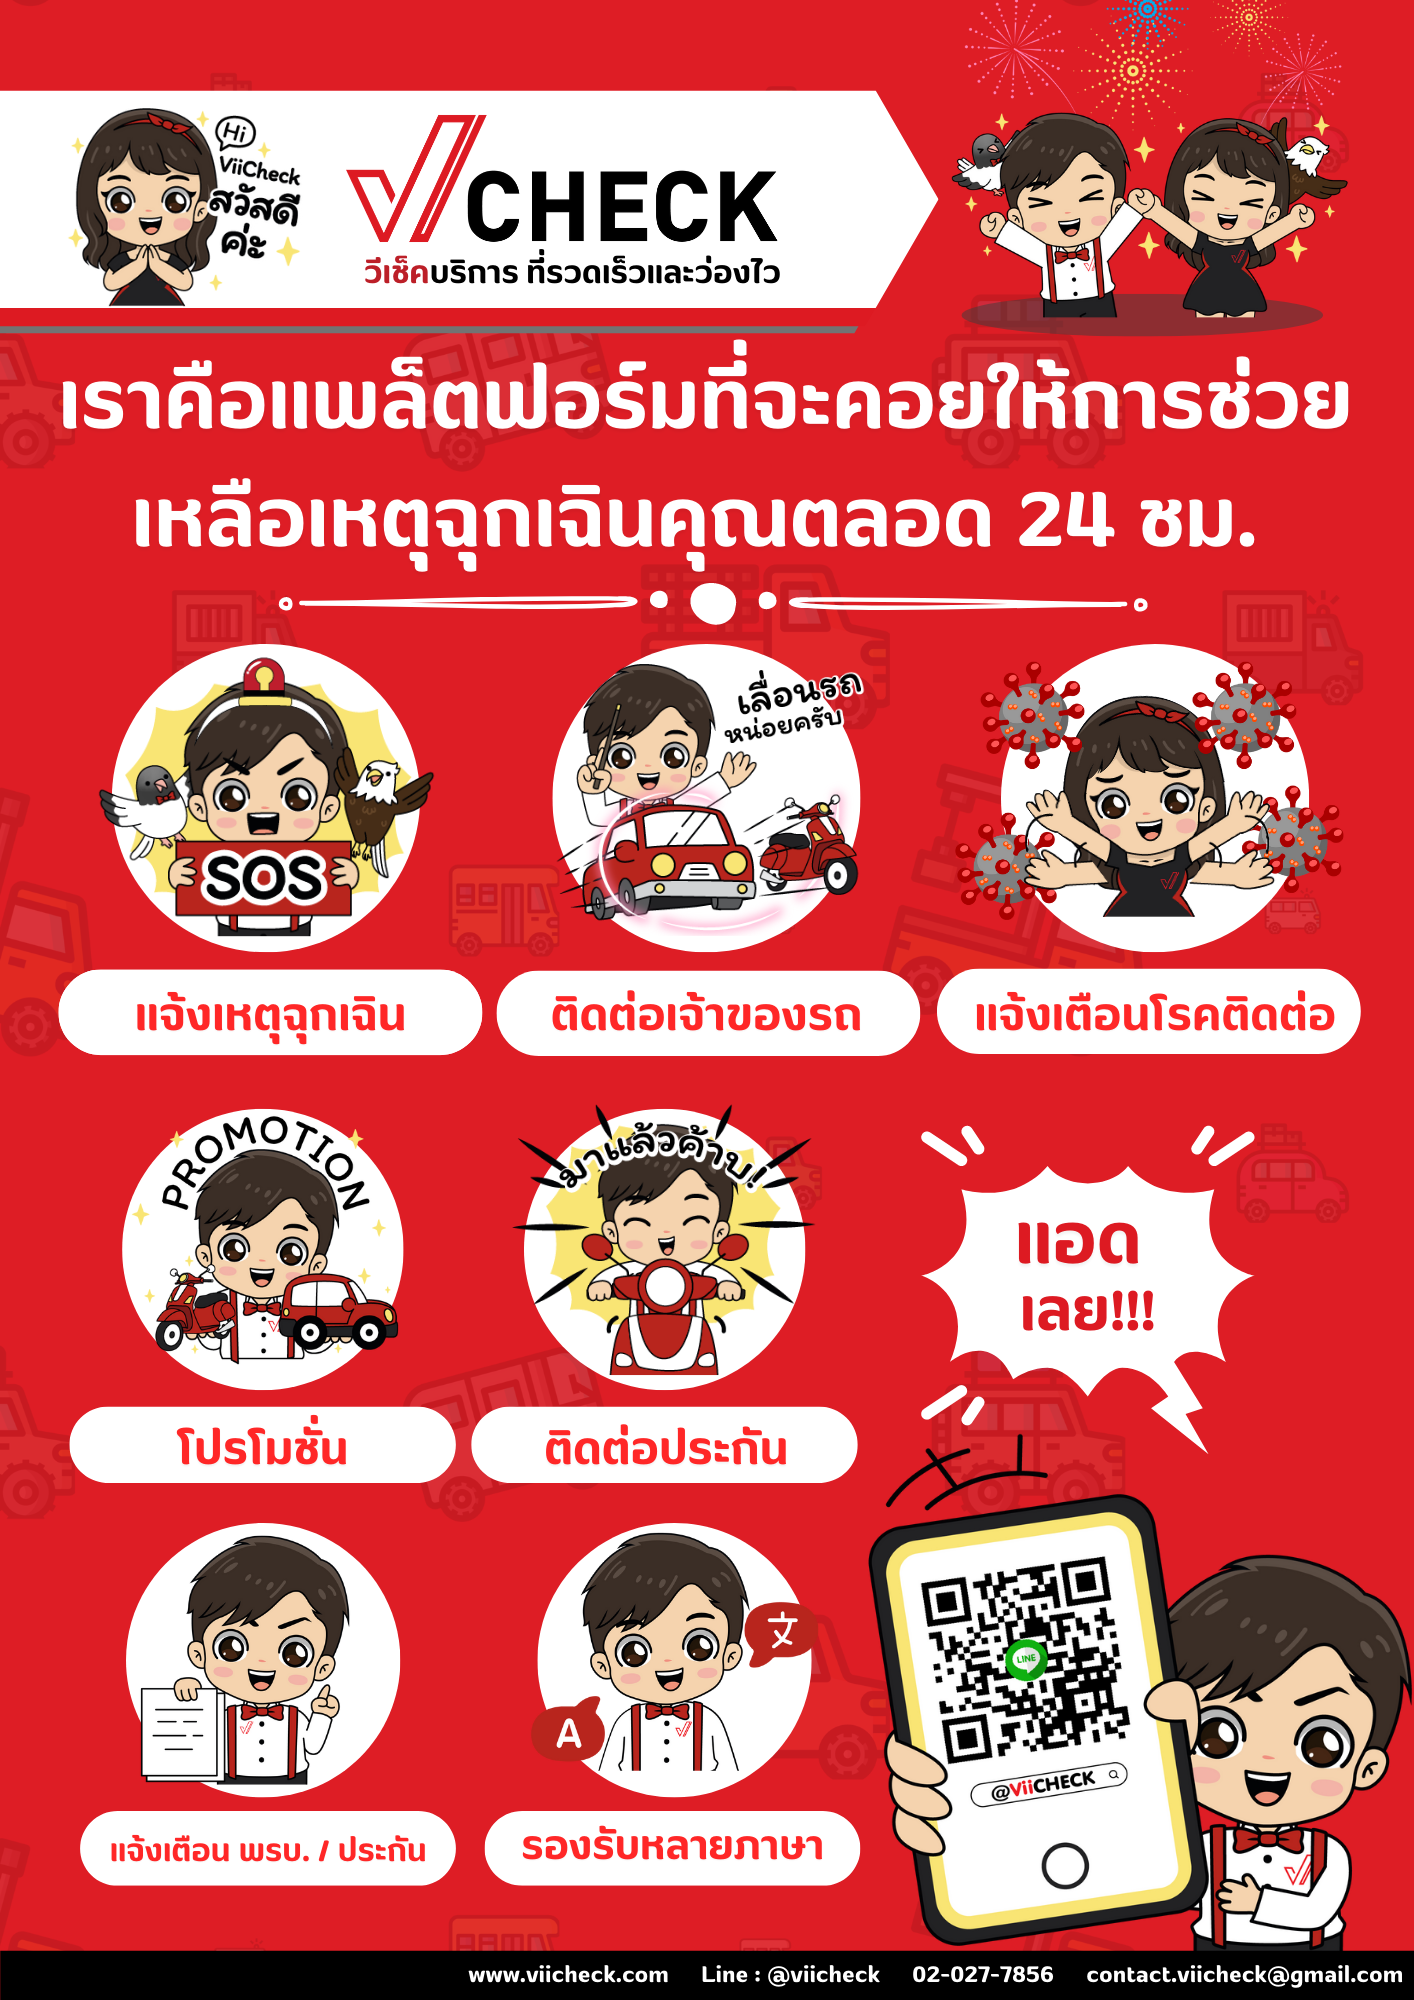 Hi
ViiCheck
สวัสดี
ค่ะ
ViiCHECK
วีเช็คบริการ ที่รวดเร็วและว่องไว
เราคือแพล็ตฟอร์มที่จะคอยให้การช่วย
เหลือเหตุฉุกเฉินคุณตลอด 24 ชม.
SOS
เลื่อนรถ
หน่อยครับ
แจ้งเหตุฉุกเฉิน
ติดต่อเจ้าของรถ
แจ้งเตือนโรคติดต่อ
PROMOTION
มาแล้วค้าบ!
แอด
เลย!!!
โปรโมชั่น
ติดต่อประกัน
文
A
LINE
@ViiCHECK
แจ้งเตือน พรบ. / ประกัน
รองรับหลายภาษา
www.viicheck.com Line : @viicheck 02-027-7856 contact.viicheck@gmail.com